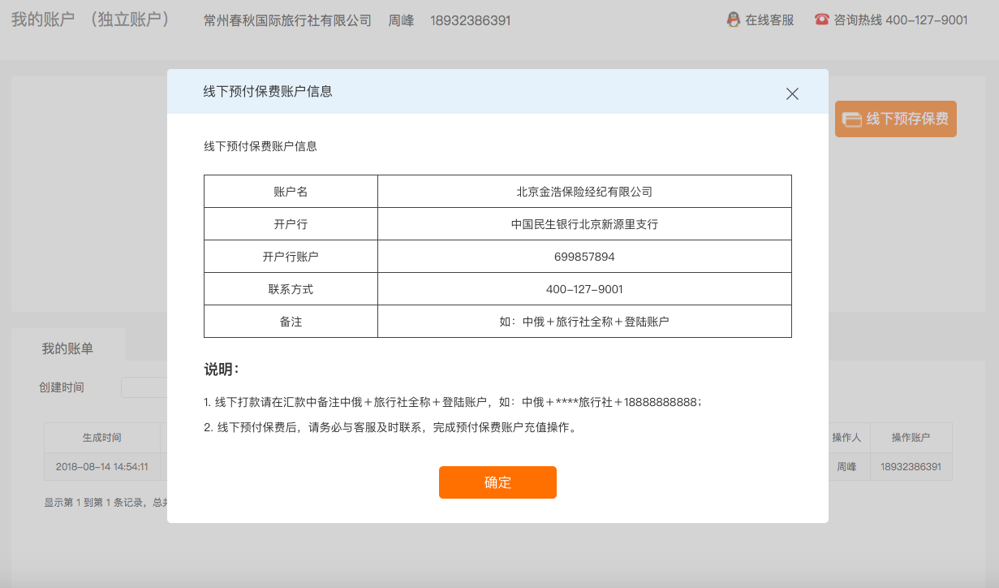 我的账户 （独立账户） 常州春秋国际旅行社有限公司 周峰 18932386391 在线客服 咨询热线 400-127-9001
线下预付保费账户信息
线下预存保费
线下预付保费账户信息
账户名 北京金浩保险经纪有限公司
开户行 中国民生银行北京新源里支行
开户行账户 699857894
联系方式 400-127-9001
备注 如：中俄＋旅行社全称＋登陆账户
我的账单
说明：
创建时间
1. 线下打款请在汇款中备注中俄＋旅行社全称＋登陆账户，如：中俄＋****旅行社＋18888888888；
2. 线下预付保费后，请务必与客服及时联系，完成预付保费账户充值操作。
生成时间 操作人 操作账户
2018-08-14 14:54:11 周峰 18932386391
确定
显示第 1 到第 1 条记录，总